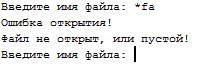 Введите имя файла: *fa
Ошибка открытия!
Файл не открыт, или пустой!
Введите имя файла: